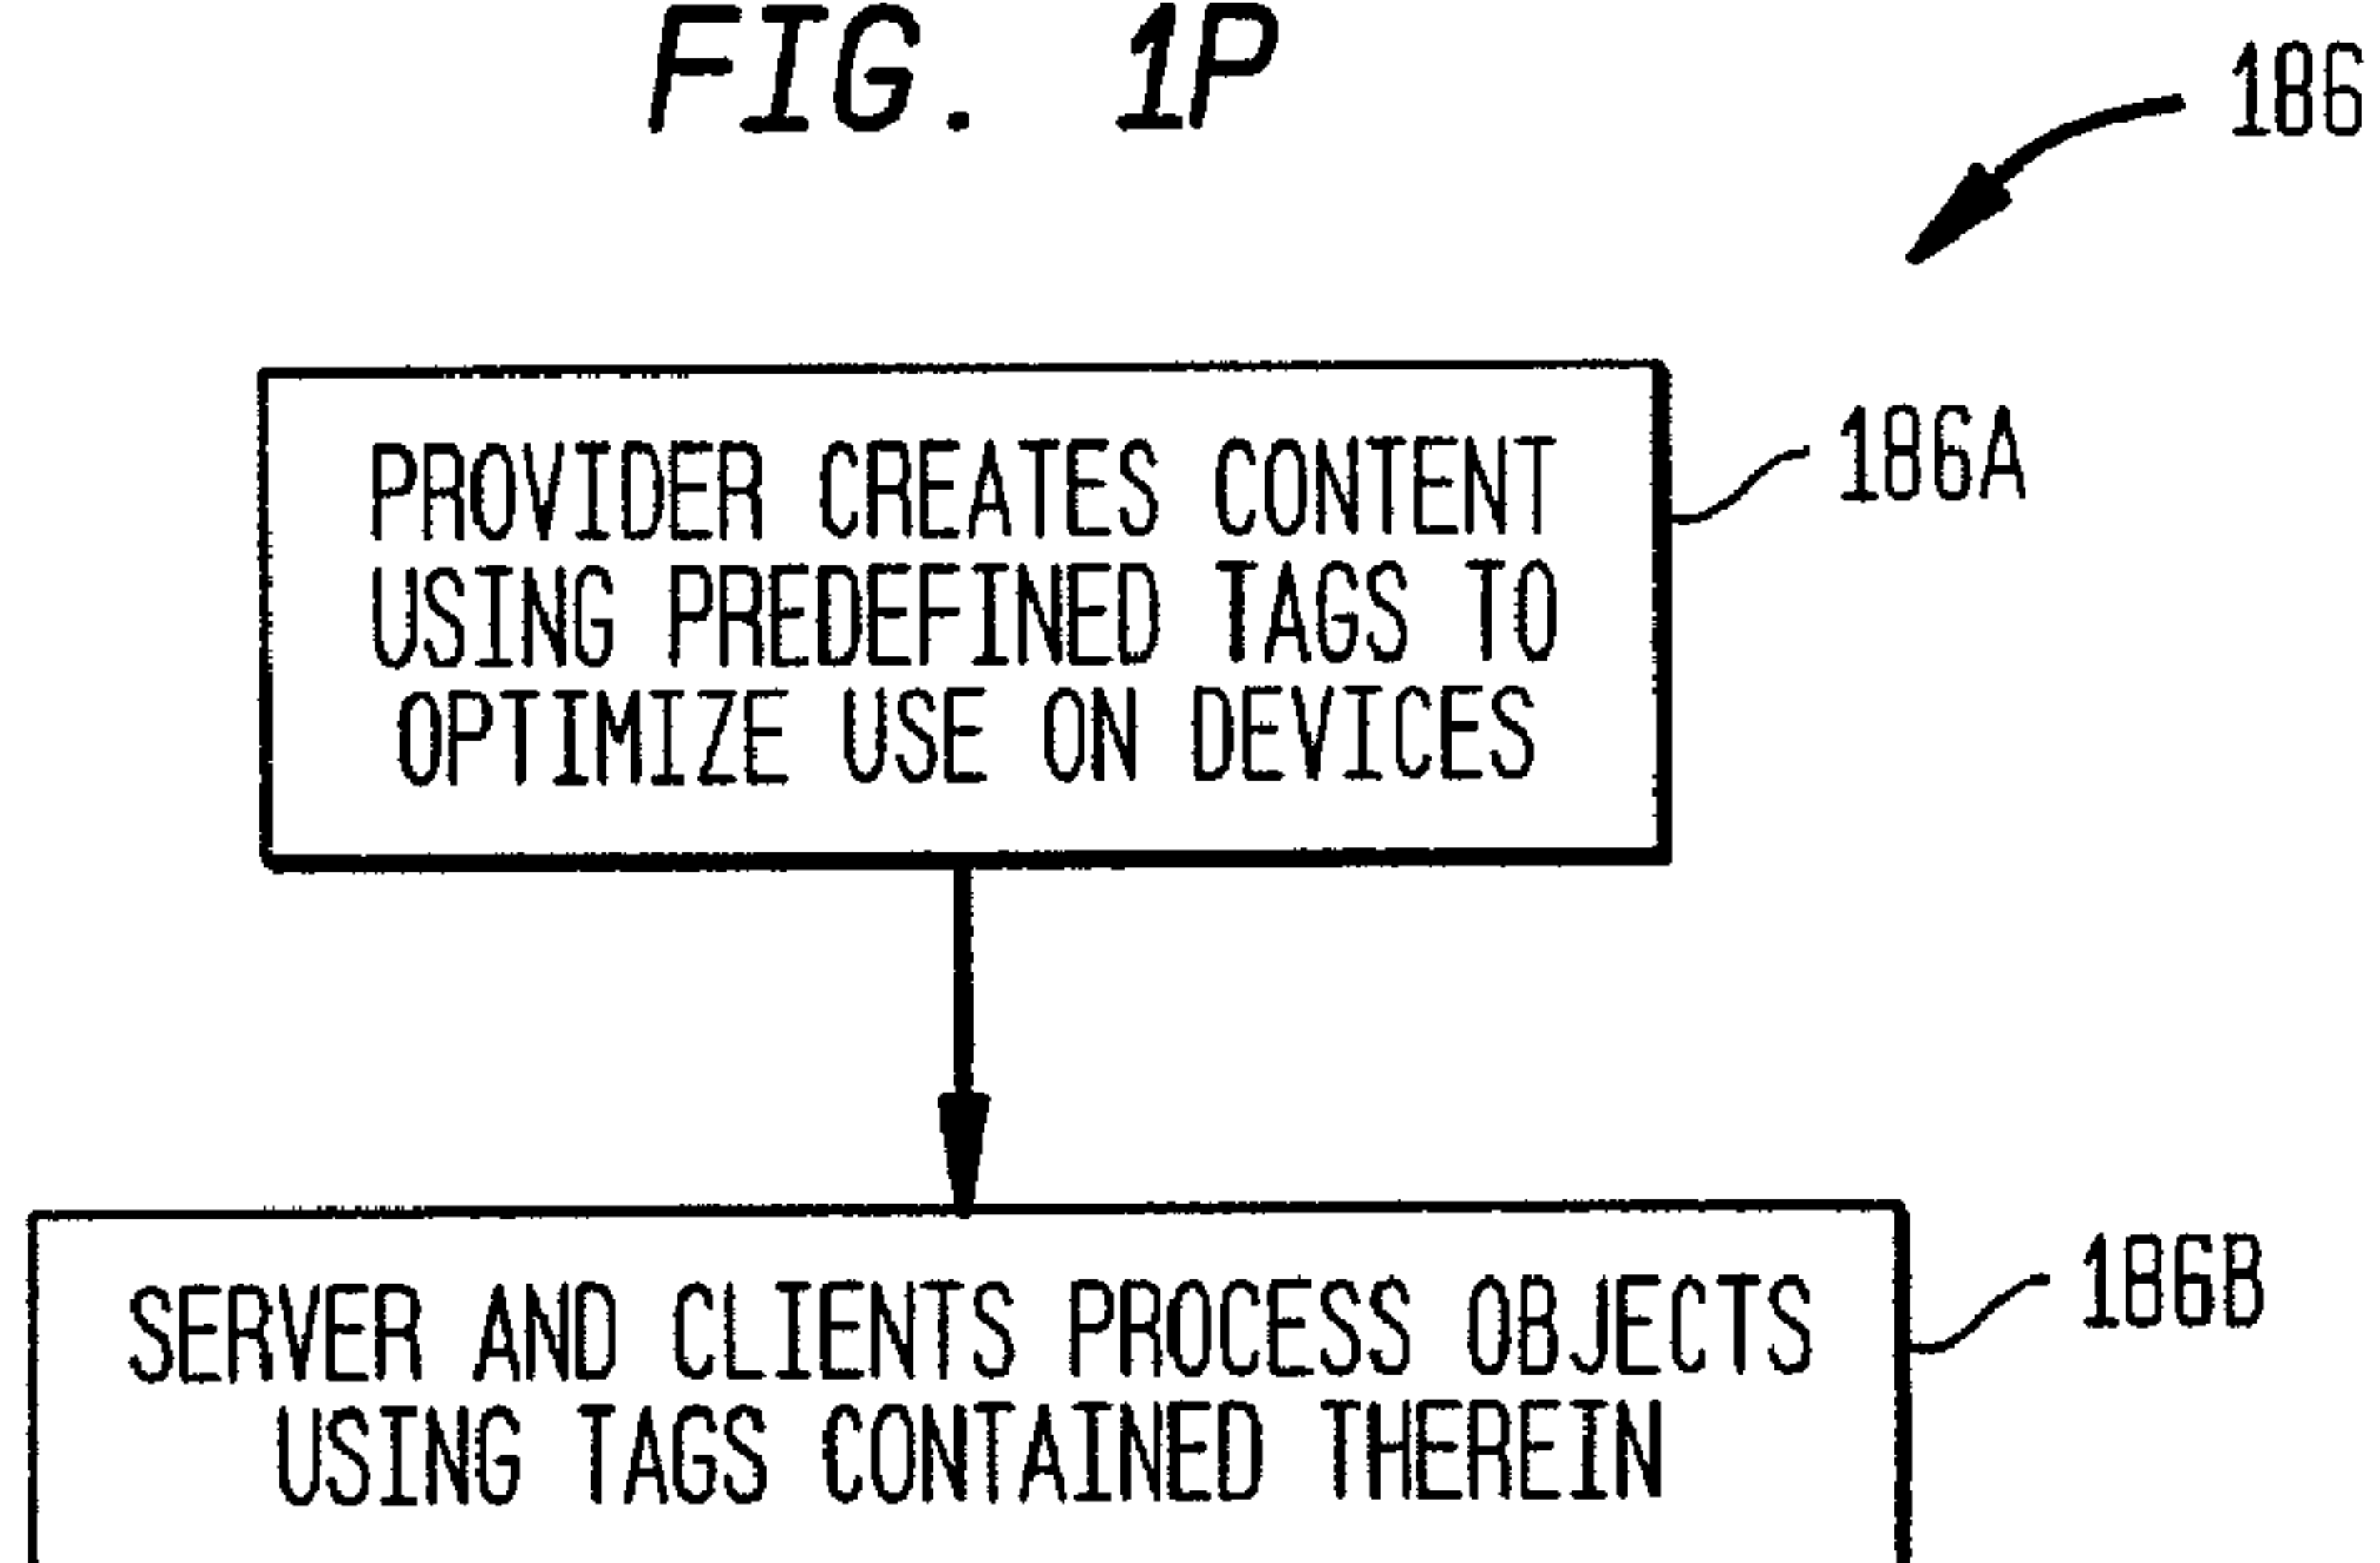 FIG. 1P
186
PROVIDER CREATES CONTENT
USING PREDEFINED TAGS TO
OPTIMIZE USE ON DEVICES
186A
SERVER AND CLIENTS PROCESS OBJECTS
USING TAGS CONTAINED THEREIN
186B